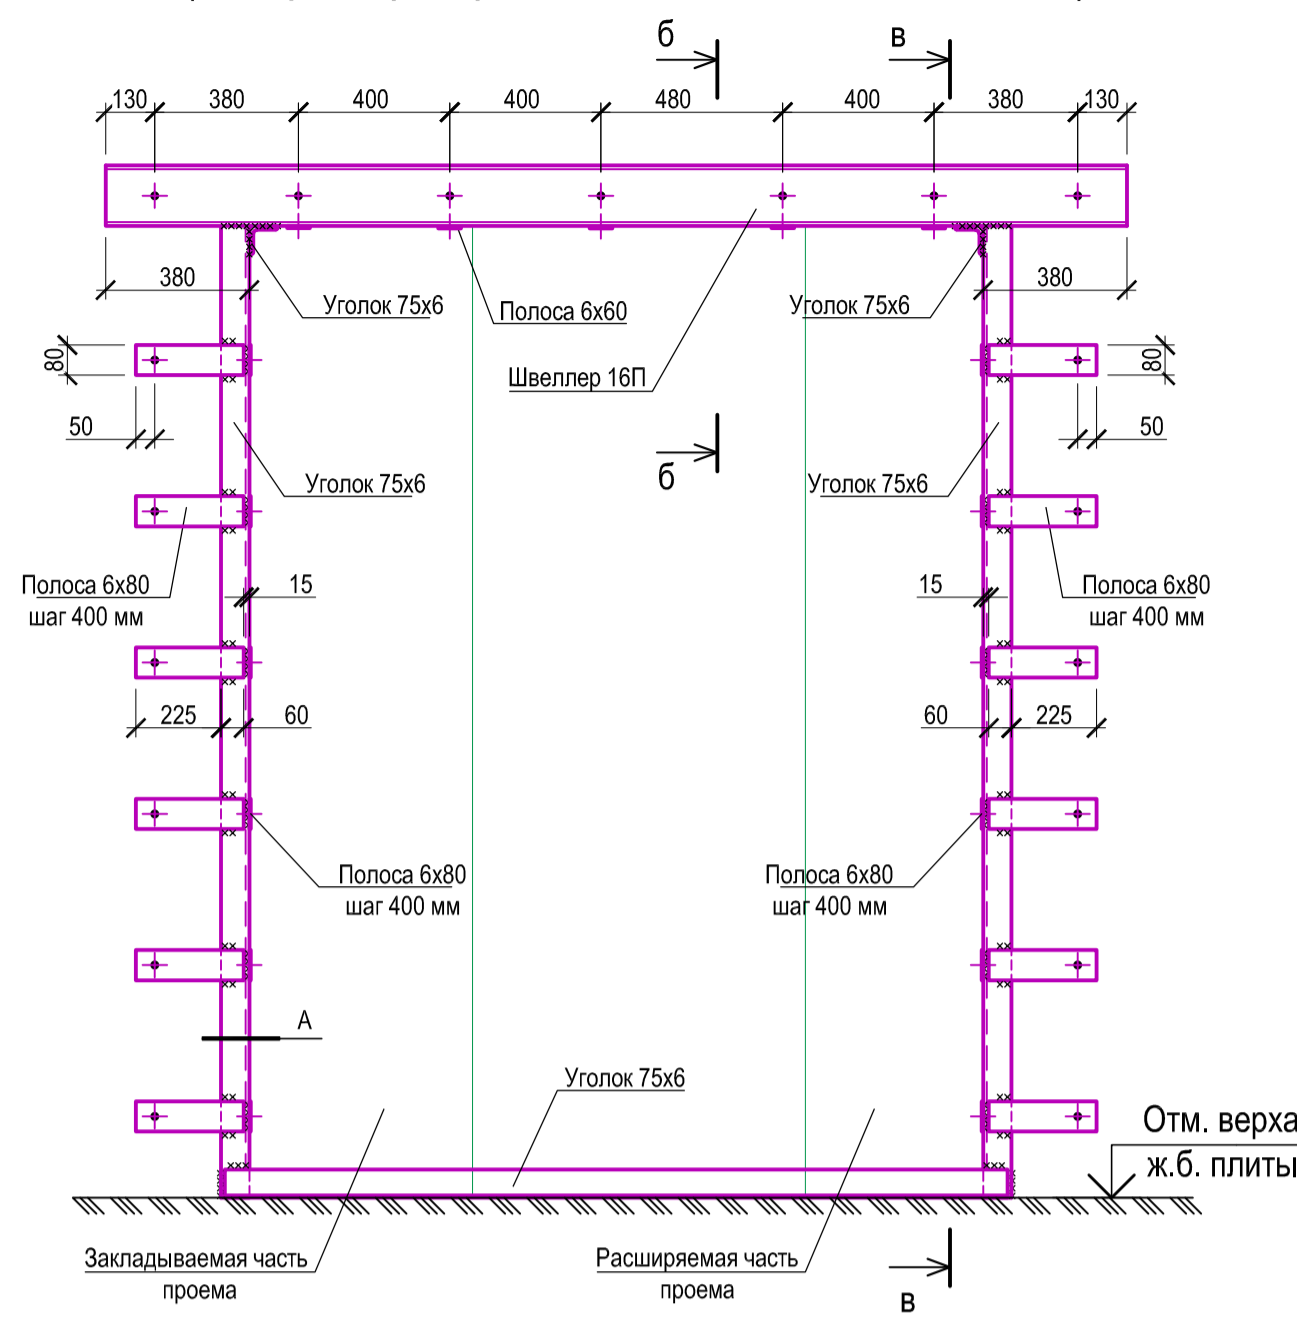 б
в
130 380 400 400 480 400 380 130
380
380
Уголок 75х6
Полоса 6х60
Уголок 75х6
80
80
Швеллер 16П
50
50
б
Уголок 75х6
Уголок 75х6
Полоса 6х80
шаг 400 мм
15
15
Полоса 6х80
шаг 400 мм
225
60
60
225
Полоса 6х80
шаг 400 мм
Полоса 6х80
шаг 400 мм
А
Уголок 75х6
Отм. верха
ж.б. плиты
Закладываемая часть
проема
Расширяемая часть
проема
в